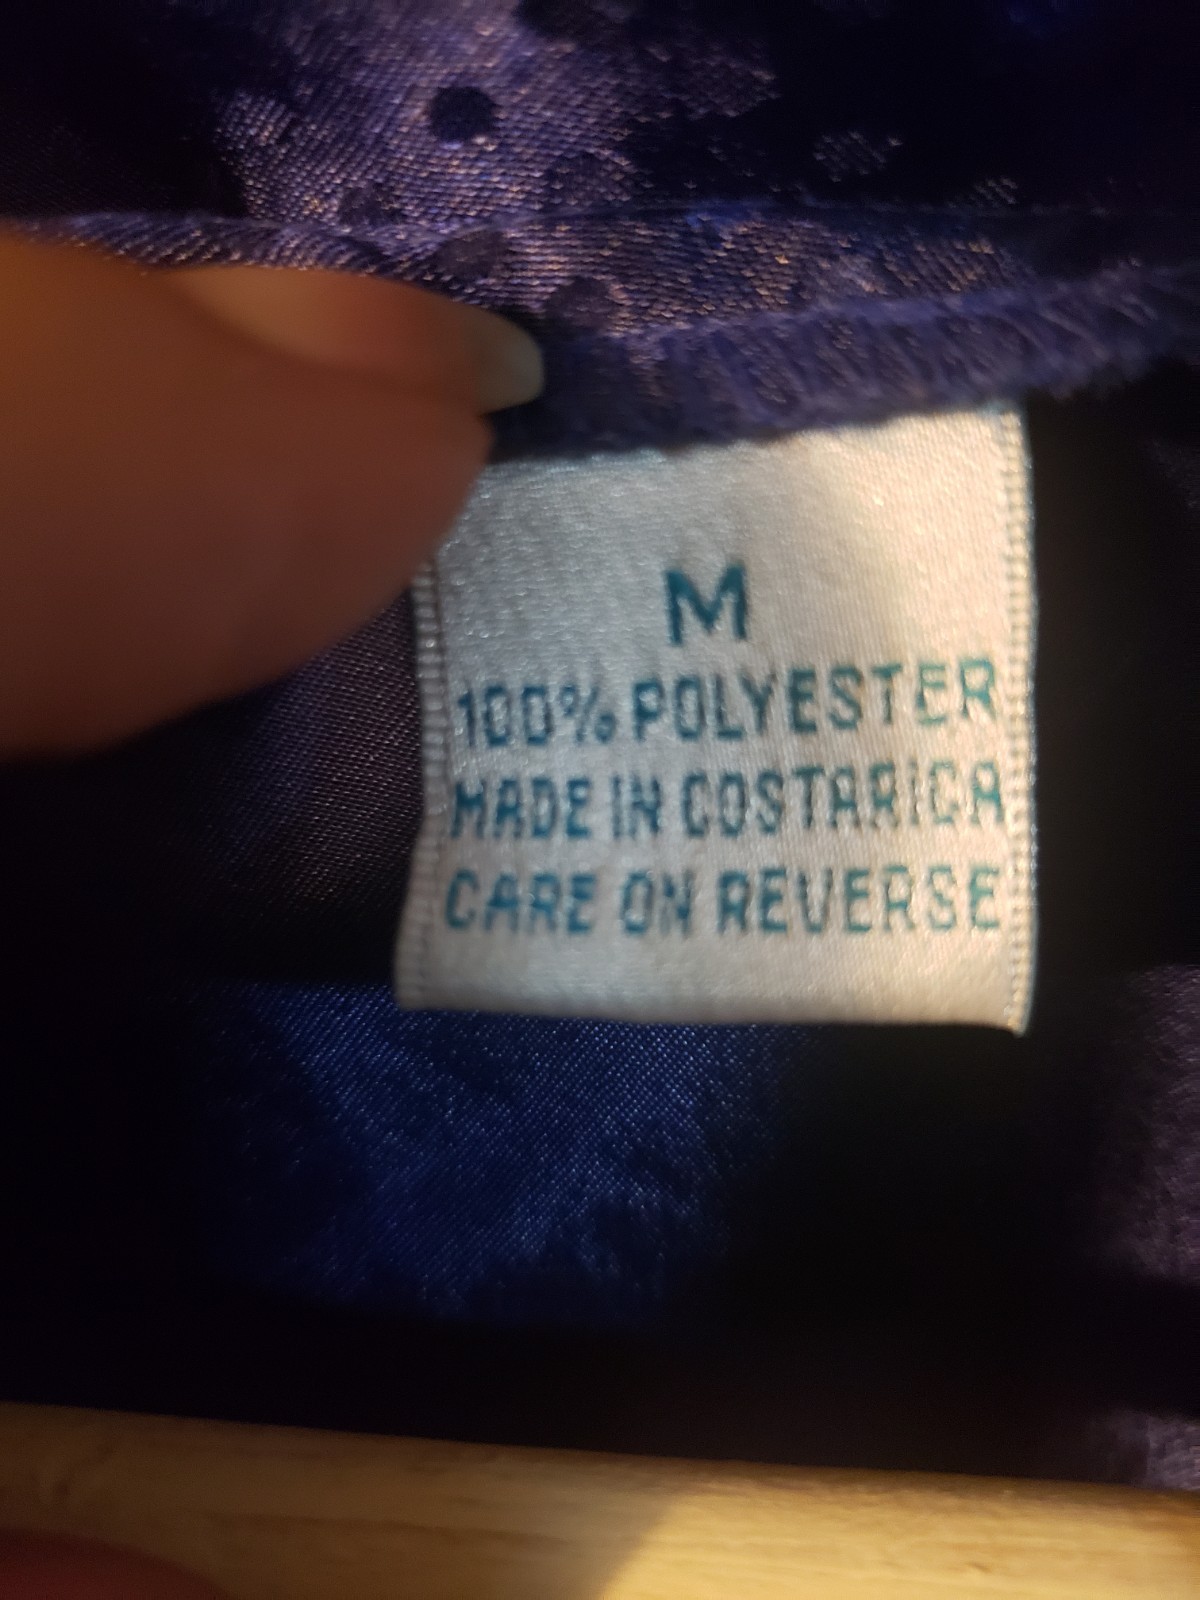 M
100% POLYESTER
MADE IN COSTARICA
CARE ON REVERSE